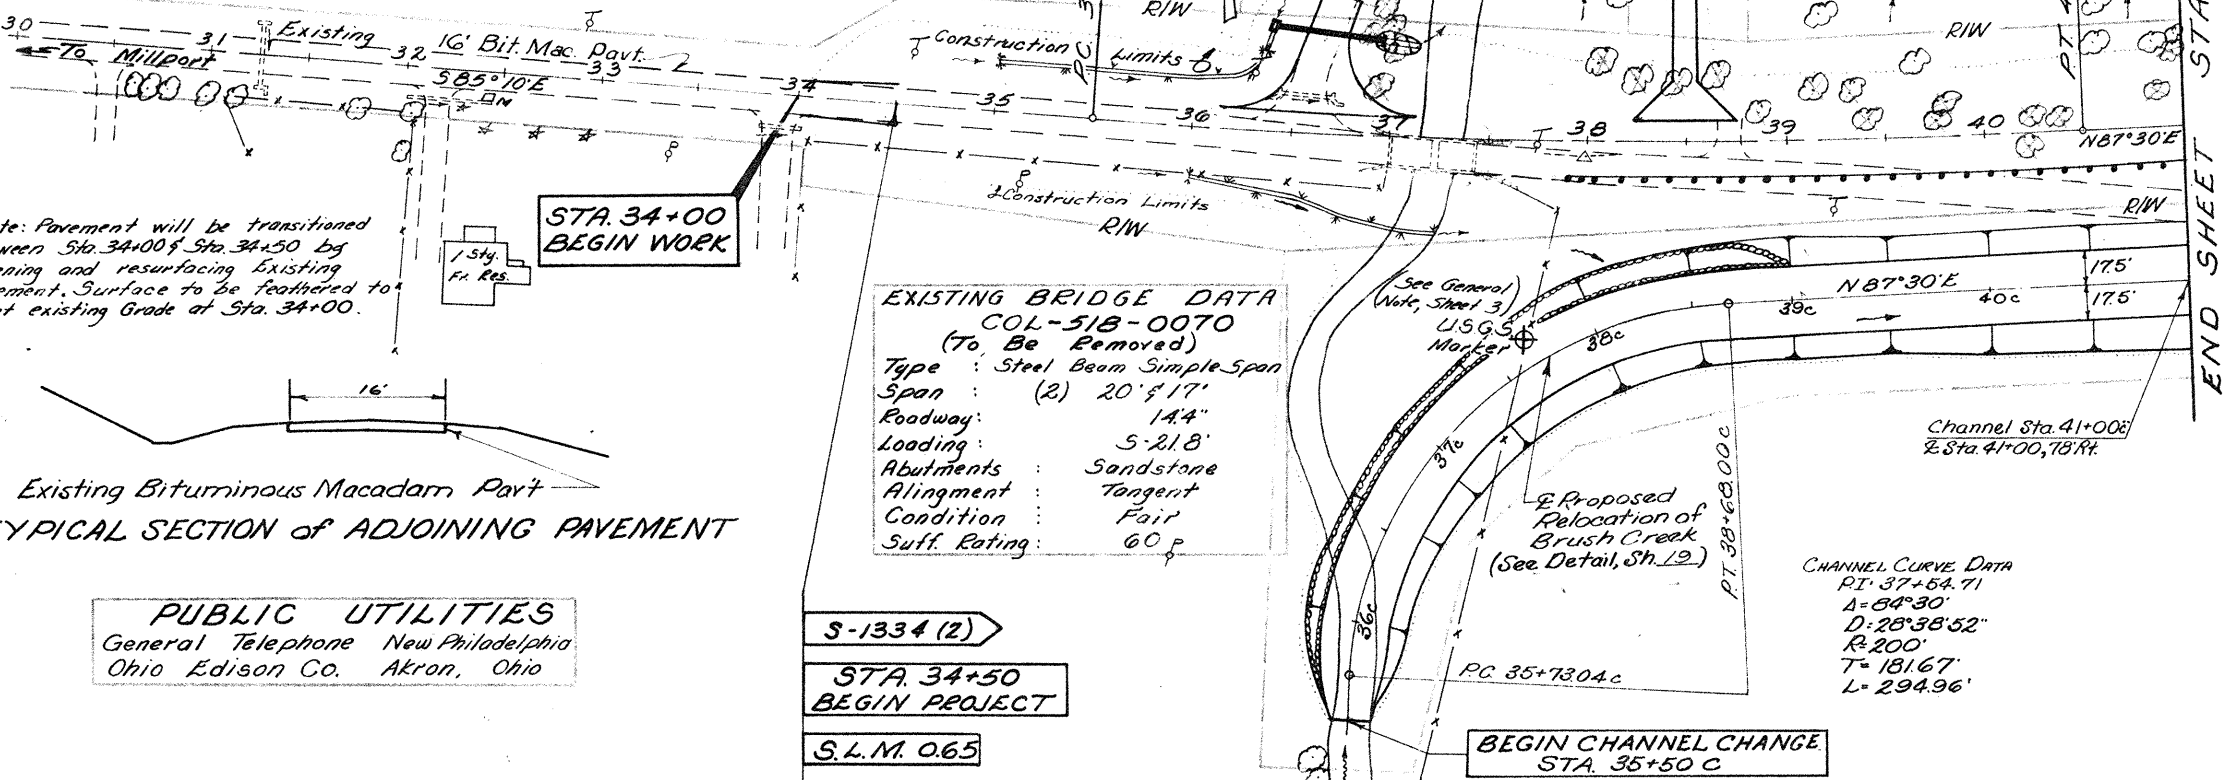 30
31
32
33
34
35
36
37
38
39
40
To Millport
Existing
16' Bit. Mac. Pavt.
S85°10'E
Construction Limits
R/W
PC
R/W
PT
N87°30'E
R/W
END SHEET STA
STA. 34+00
BEGIN WORK
te: Pavement will be transitioned
ween Sta. 34+00 & Sta. 34+50 by
ening and resurfacing Existing
ement. Surface to be feathered to
t existing Grade at Sta. 34+00.
1 Sty.
Fr. Res.
Construction Limits
R/W
EXISTING BRIDGE DATA
COL-518-0070
(To Be Removed)
Type : Steel Beam Simple Span
Span : (2) 20' & 17'
Roadway: 14'4"
Loading: S-21.8'
Abutments : Sandstone
Alingment : Tangent
Condition : Fair
Suff. Rating: 60
(See General
Note, Sheet 3)
U.S.G.S.
Marker
36c
37c
38c
39c
40c
N87°30'E
17.5'
17.5'
Channel Sta. 41+00c
℄ Sta. 41+00, 78' Rt.
16'
Existing Bituminous Macadam Pav't
YPICAL SECTION of ADJOINING PAVEMENT
℄ Proposed
Relocation of
Brush Creek
(See Detail, Sh. 19)
P.T. 38+68.00c
CHANNEL CURVE DATA
P.I. 37+54.71
Δ=84°30'
D=28°38'52"
R=200'
T=181.67'
L=294.96'
PUBLIC UTILITIES
General Telephone New Philadelphia
Ohio Edison Co. Akron, Ohio
S-1334 (2)
STA. 34+50
BEGIN PROJECT
S.L.M. 0.65
P.C. 35+73.04c
BEGIN CHANNEL CHANGE
STA. 35+50 C